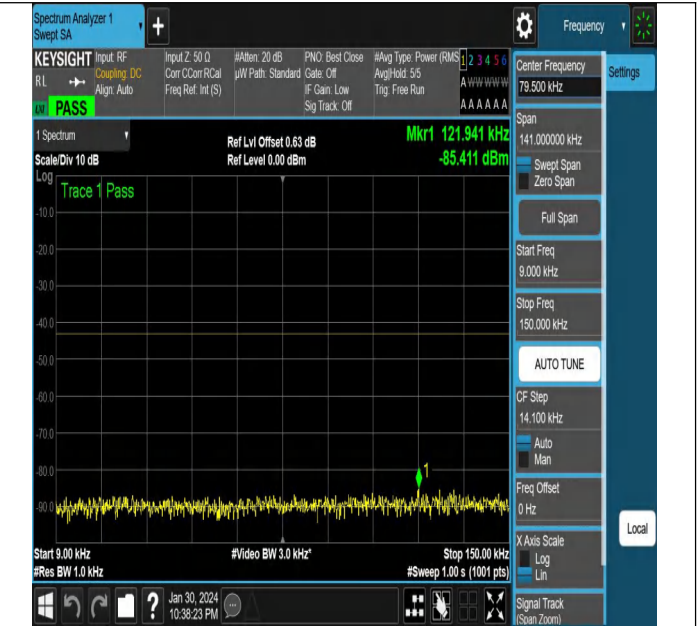 Spectrum Analyzer 1
Swept SA
+
Frequency
KEYSIGHT
RL
LXI PASS
Input: RF
Coupling: DC
Align: Auto
Input Z: 50 Ω
Corr CCorr RCal
Freq Ref: Int (S)
#Atten: 20 dB
µW Path: Standard
PNO: Best Close
Gate: Off
IF Gain: Low
Sig Track: Off
#Avg Type: Power (RMS
Avg|Hold: 5/5
Trig: Free Run
1 2 3 4 5 6
A W W W W W
A A A A A A
1 Spectrum
Scale/Div 10 dB
Ref Lvl Offset 0.63 dB
Ref Level 0.00 dBm
Mkr1 121.941 kHz
-85.411 dBm
Log
Trace 1 Pass
-10.0
-20.0
-30.0
-40.0
-50.0
-60.0
-70.0
-80.0
-90.0
1
Start 9.00 kHz
#Res BW 1.0 kHz
#Video BW 3.0 kHz*
Stop 150.00 kHz
#Sweep 1.00 s (1001 pts)
Center Frequency
79.500 kHz
Settings
Span
141.000000 kHz
Swept Span
Zero Span
Full Span
Start Freq
9.000 kHz
Stop Freq
150.000 kHz
AUTO TUNE
CF Step
14.100 kHz
Auto
Man
Freq Offset
0 Hz
X Axis Scale
Log
Lin
Local
Signal Track
(Span Zoom)
?
Jan 30, 2024
10:38:23 PM